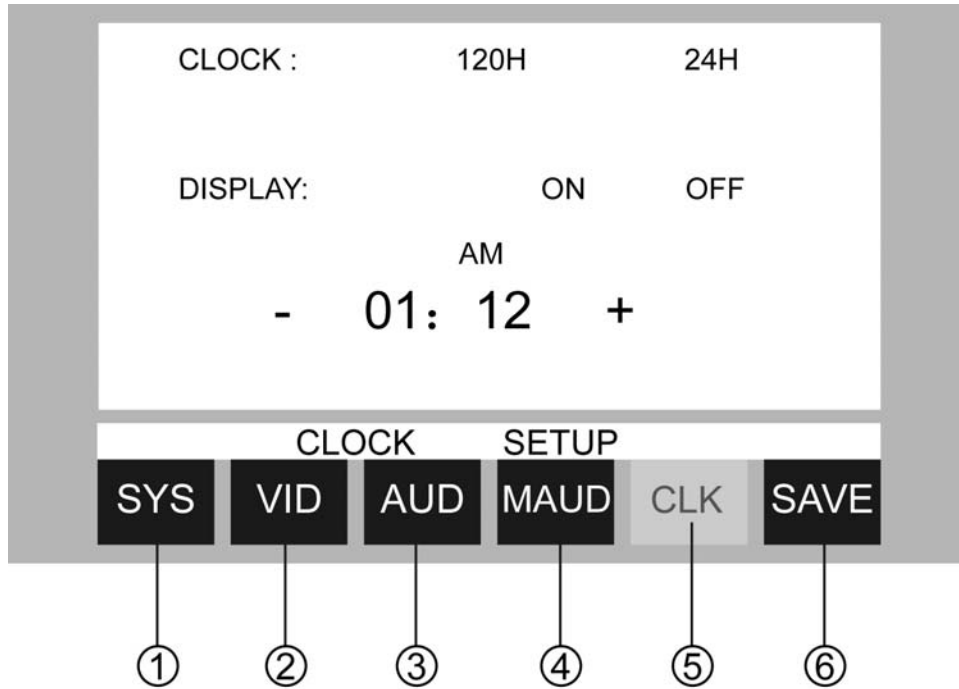 CLOCK : 120H 24H
DISPLAY: ON OFF
AM
- 01: 12 +
CLOCK SETUP
SYS VID AUD MAUD CLK SAVE
① ② ③ ④ ⑤ ⑥